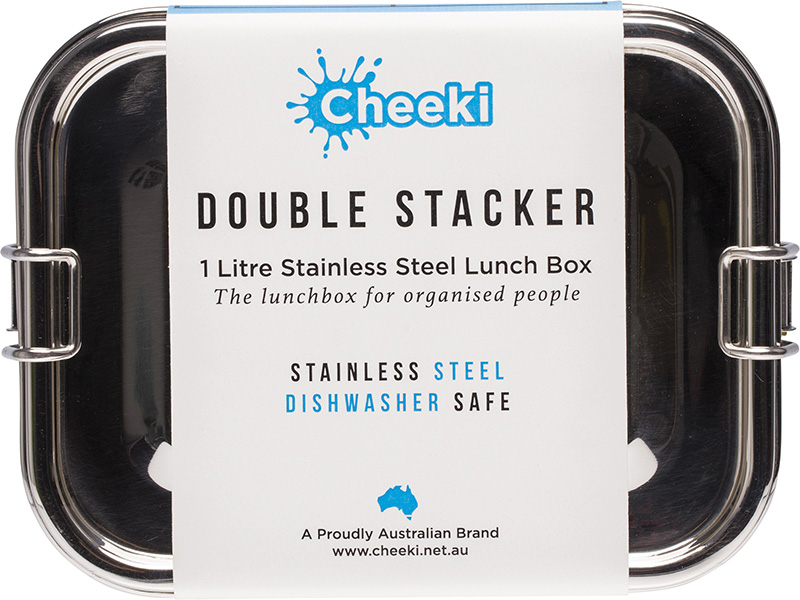 Cheeki
DOUBLE STACKER
1 Litre Stainless Steel Lunch Box
The lunchbox for organised people
STAINLESS STEEL
DISHWASHER SAFE
A Proudly Australian Brand
www.cheeki.net.au